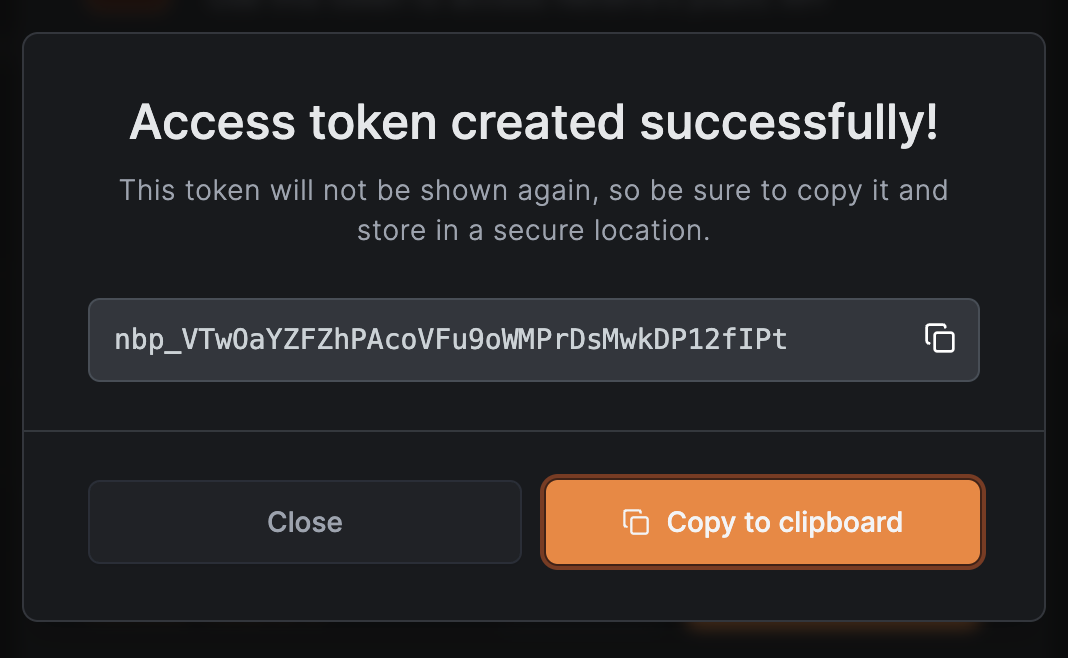 Access token created successfully!
This token will not be shown again, so be sure to copy it and
store in a secure location.
nbp_VTwOaYZFZhPAcoVFu9oWMPrDsMwkDP12fIPt
Close
Copy to clipboard